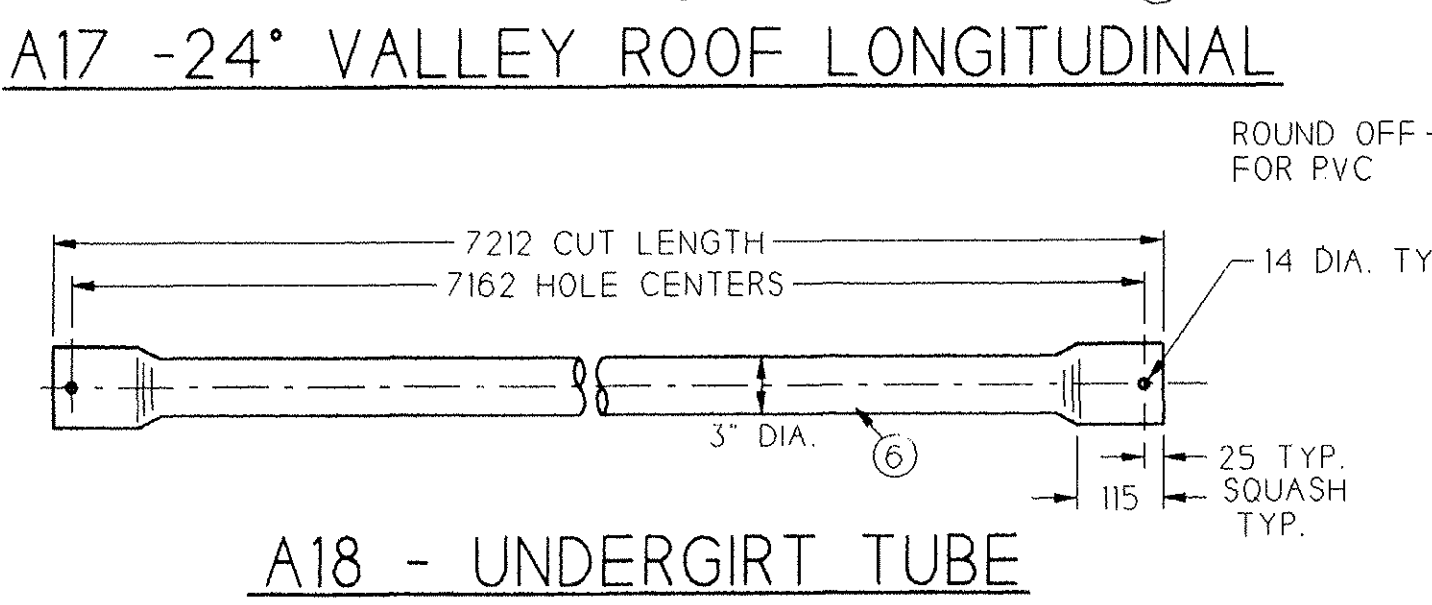 A17 -24° VALLEY ROOF LONGITUDINAL
ROUND OFF
FOR PVC
7212 CUT LENGTH
7162 HOLE CENTERS
14 DIA.
3" DIA.
6
25 TYP.
115
SQUASH
TYP.
A18 - UNDERGIRT TUBE